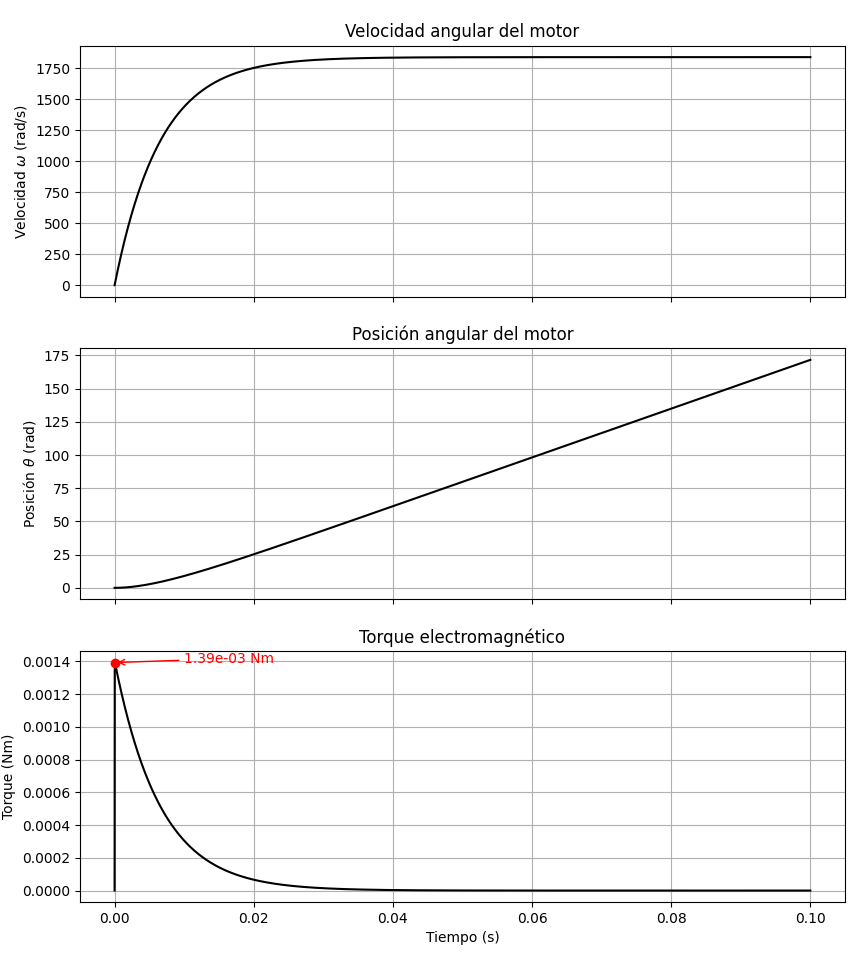 Velocidad angular del motor
Velocidad ω (rad/s)
1750
1500
1250
1000
750
500
250
0
Posición angular del motor
Posición θ (rad)
175
150
125
100
75
50
25
0
Torque electromagnético
Torque (Nm)
1.39e-03 Nm
0.0014
0.0012
0.0010
0.0008
0.0006
0.0004
0.0002
0.0000
0.00 0.02 0.04 0.06 0.08 0.10
Tiempo (s)